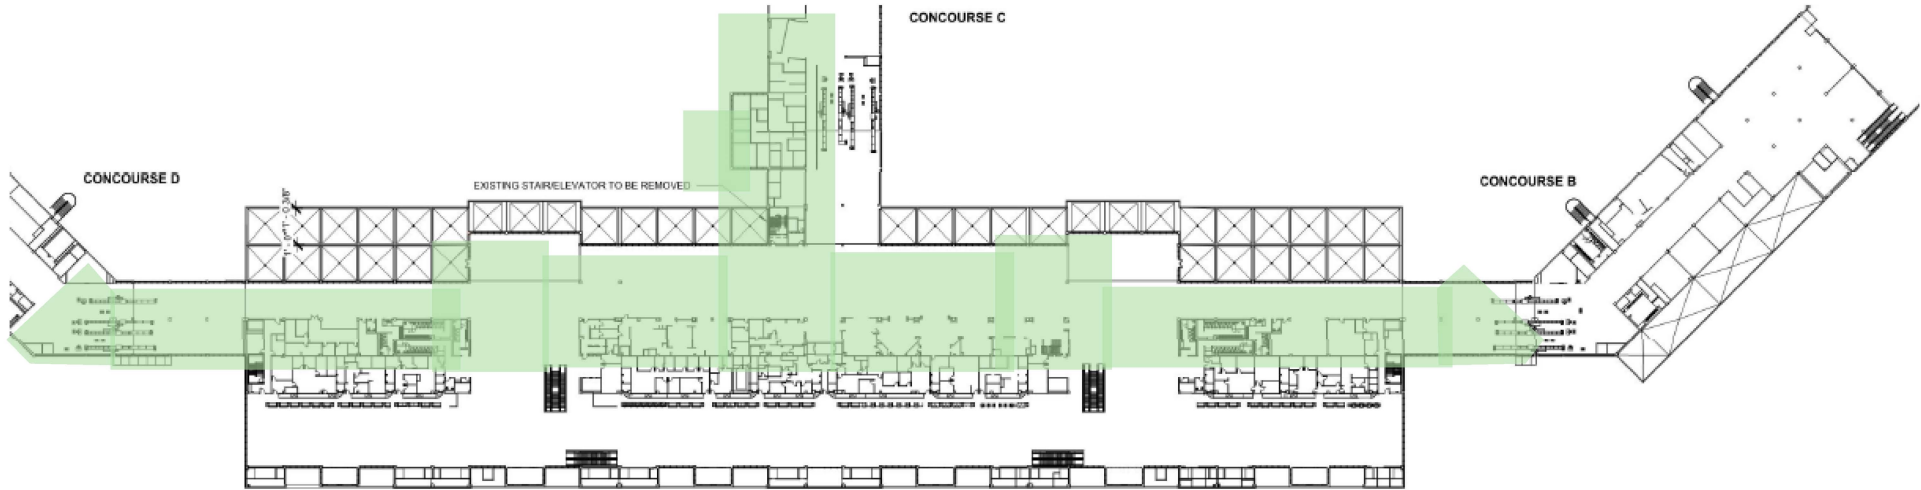 CONCOURSE C
CONCOURSE D
EXISTING STAIR/ELEVATOR TO BE REMOVED
CONCOURSE B